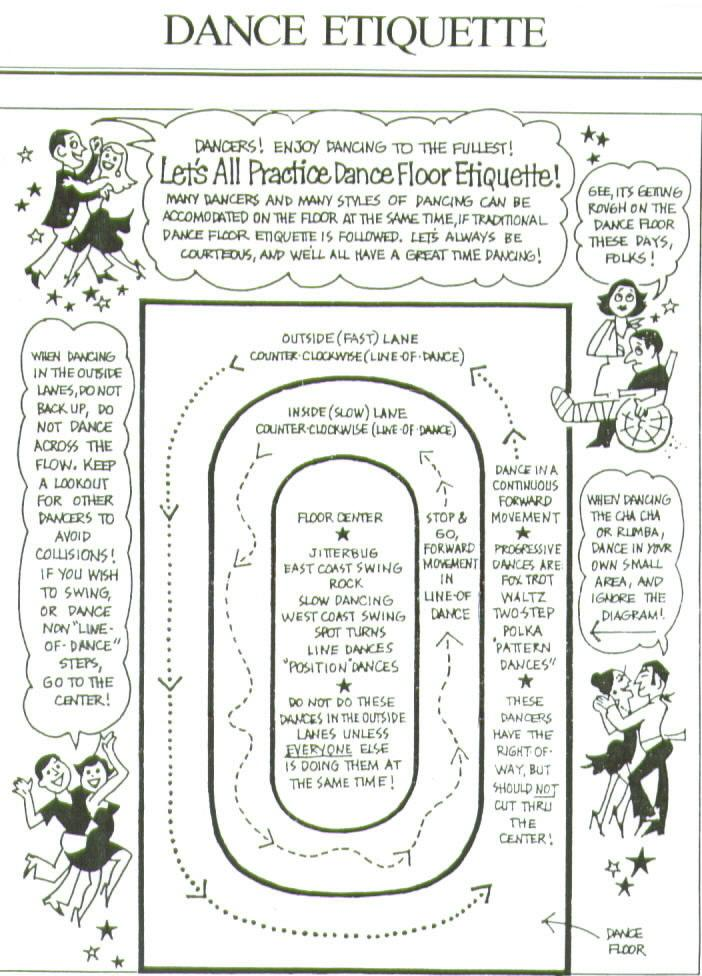 DANCE ETIQUETTE
DANCERS! ENJOY DANCING TO THE FULLEST!
Let's All Practice Dance Floor Etiquette!
MANY DANCERS AND MANY STYLES OF DANCING CAN BE
ACCOMODATED ON THE FLOOR AT THE SAME TIME, IF TRADITIONAL
DANCE FLOOR ETIQUETTE IS FOLLOWED. LET'S ALWAYS BE
COURTEOUS, AND WE'LL ALL HAVE A GREAT TIME DANCING!
GEE, IT'S GETTING
ROUGH ON THE
DANCE FLOOR
THESE DAYS,
FOLKS!
WHEN DANCING
IN THE OUTSIDE
LANES, DO NOT
BACK UP, DO
NOT DANCE
ACROSS THE
FLOW. KEEP
A LOOKOUT
FOR OTHER
DANCERS TO
AVOID
COLLISIONS!
IF YOU WISH
TO SWING,
OR DANCE
NON "LINE-
OF-DANCE"
STEPS,
GO TO THE
CENTER!
OUTSIDE (FAST) LANE
COUNTER-CLOCKWISE (LINE-OF-DANCE)
INSIDE (SLOW) LANE
COUNTER-CLOCKWISE (LINE-OF-DANCE)
FLOOR CENTER
JITTERBUG
EAST COAST SWING
ROCK
SLOW DANCING
WEST COAST SWING
SPOT TURNS
LINE DANCES
"POSITION" DANCES
DO NOT DO THESE
DANCES IN THE OUTSIDE
LANES UNLESS
EVERYONE ELSE
IS DOING THEM AT
THE SAME TIME!
STOP &
GO,
FORWARD
MOVEMENT
IN
LINE-OF
DANCE
DANCE IN A
CONTINUOUS
FORWARD
MOVEMENT
PROGRESSIVE
DANCES ARE
FOX TROT
WALTZ
TWO-STEP
POLKA
"PATTERN
DANCES"
THESE
DANCERS
HAVE THE
RIGHT-OF-
WAY, BUT
SHOULD NOT
CUT THRU
THE
CENTER!
WHEN DANCING
THE CHA CHA
OR RUMBA,
DANCE IN YOUR
OWN SMALL
AREA, AND
IGNORE THE
DIAGRAM!
DANCE
FLOOR